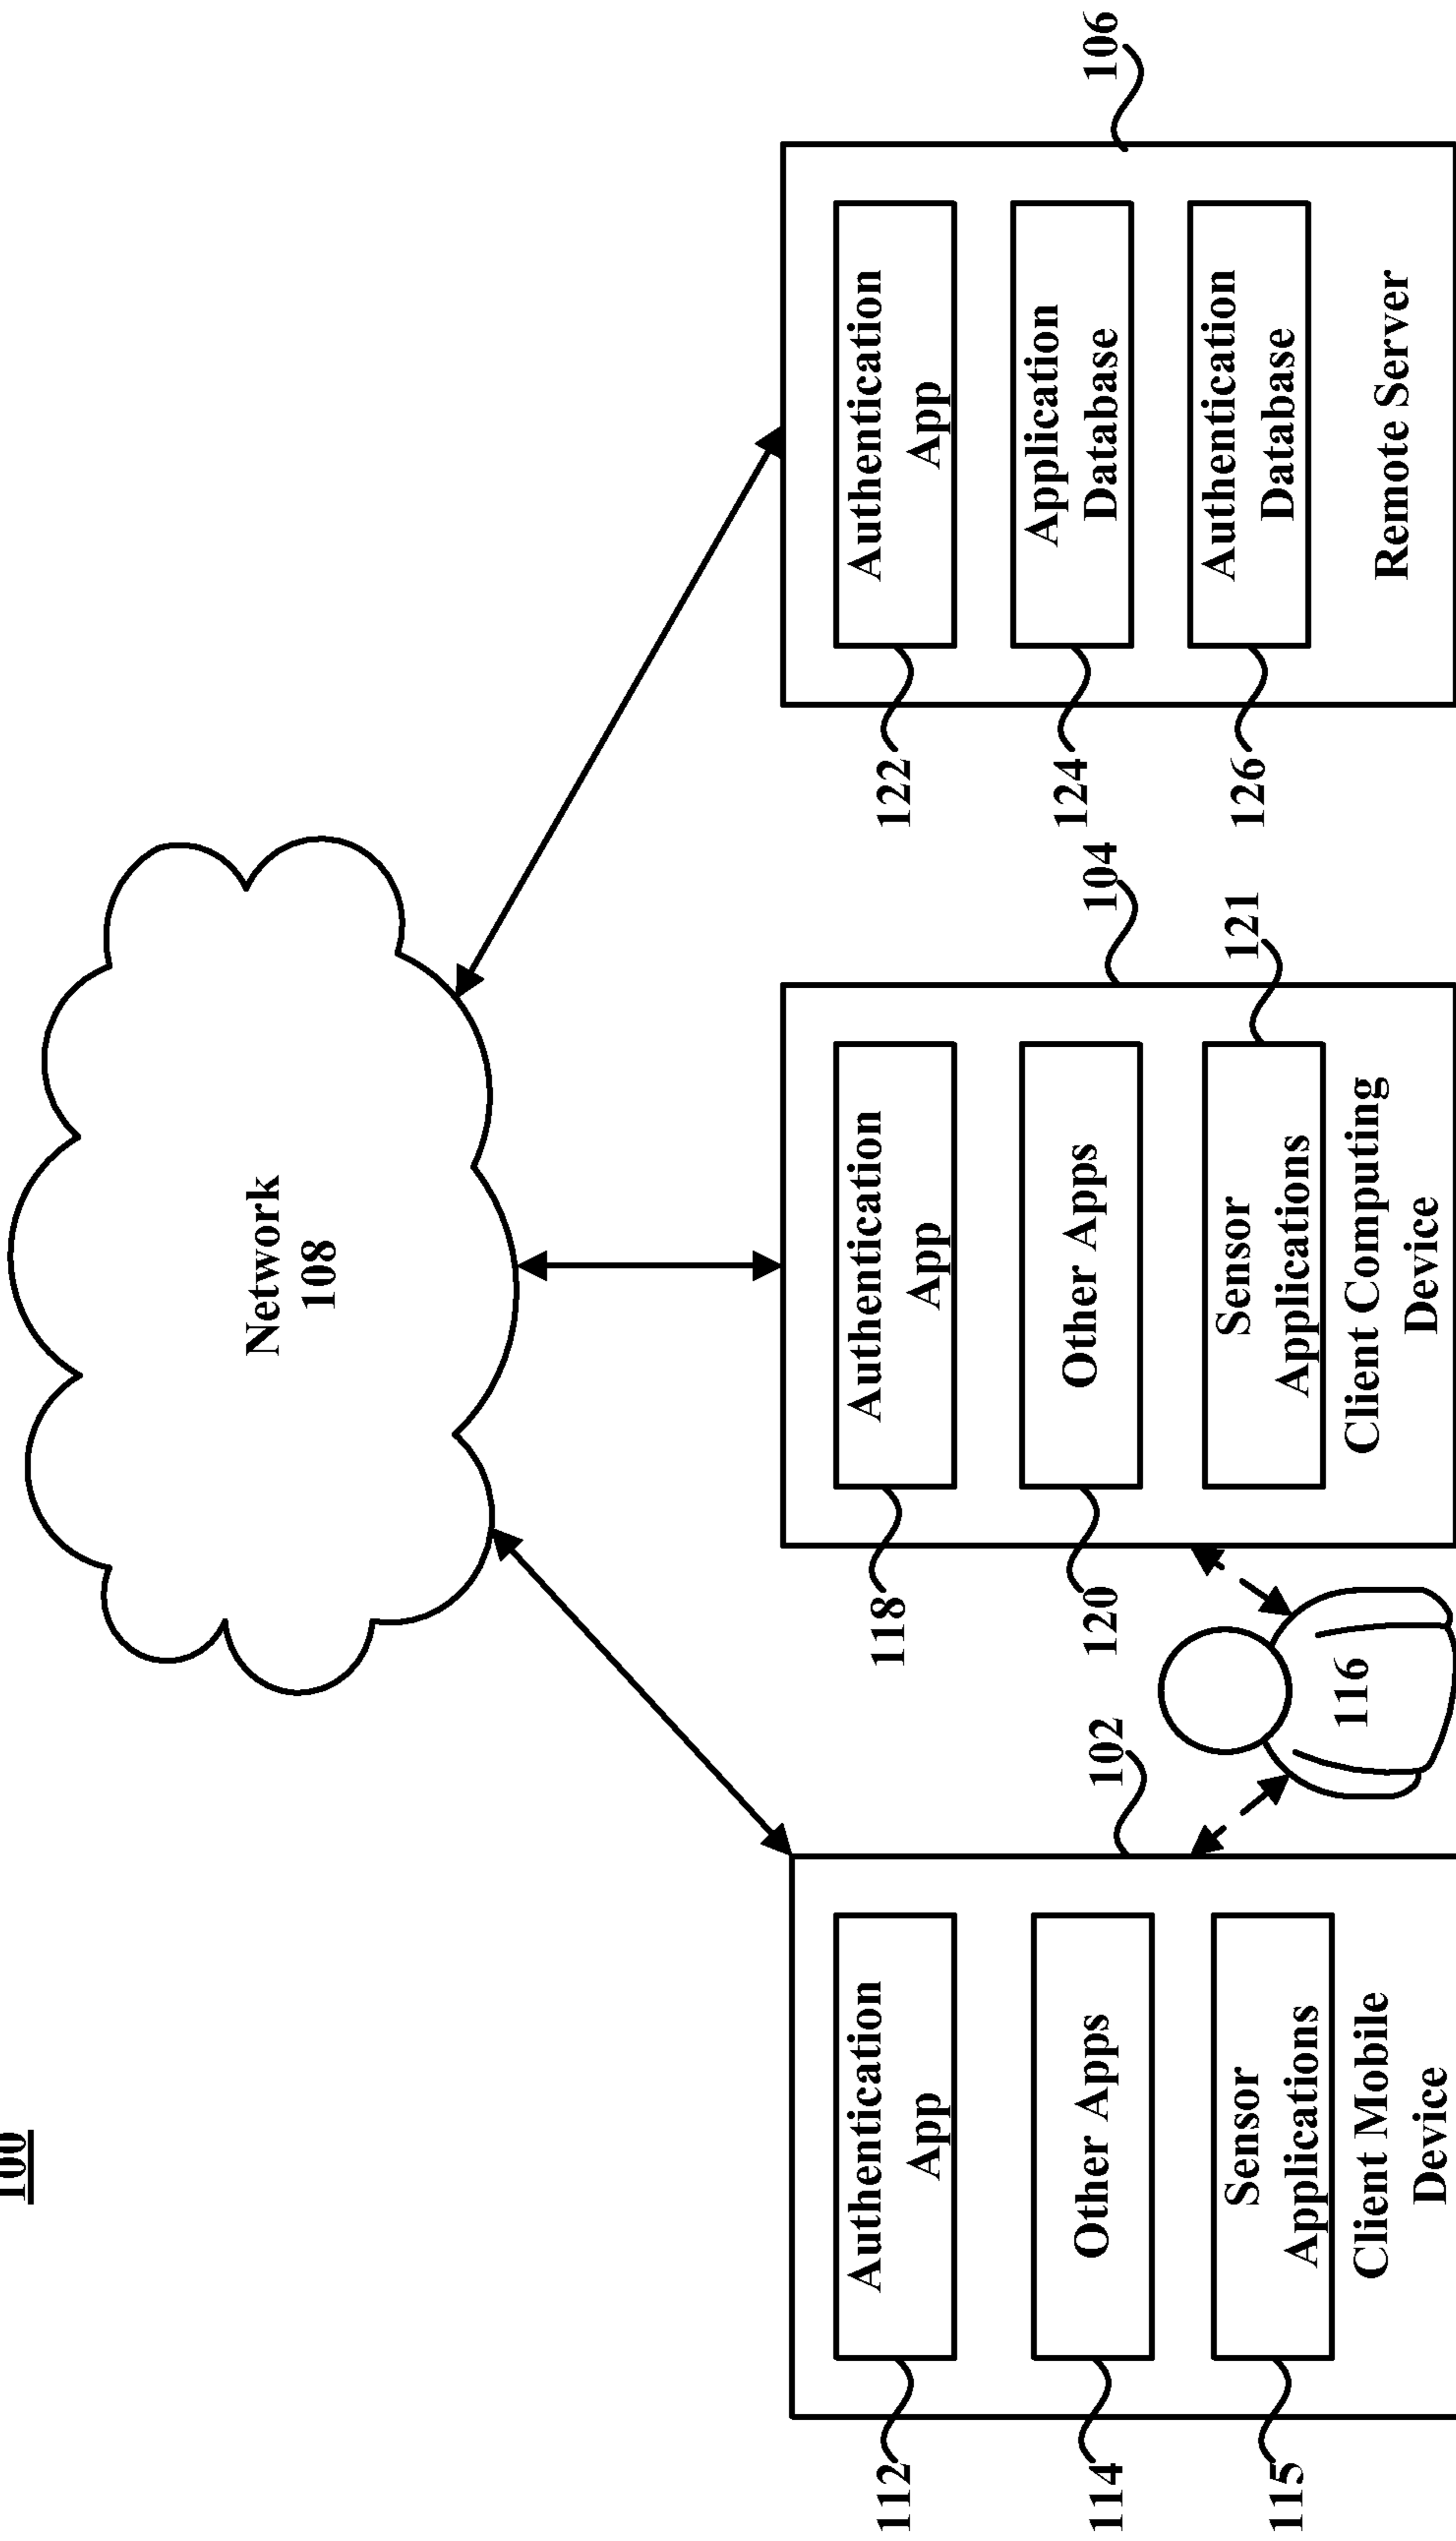 100
Network
108
112
Authentication
App
114
Other Apps
115
Sensor
Applications
Client Mobile
Device
102
116
118
Authentication
App
120
Other Apps
121
Sensor
Applications
Client Computing
Device
104
122
Authentication
App
124
Application
Database
126
Authentication
Database
Remote Server
106